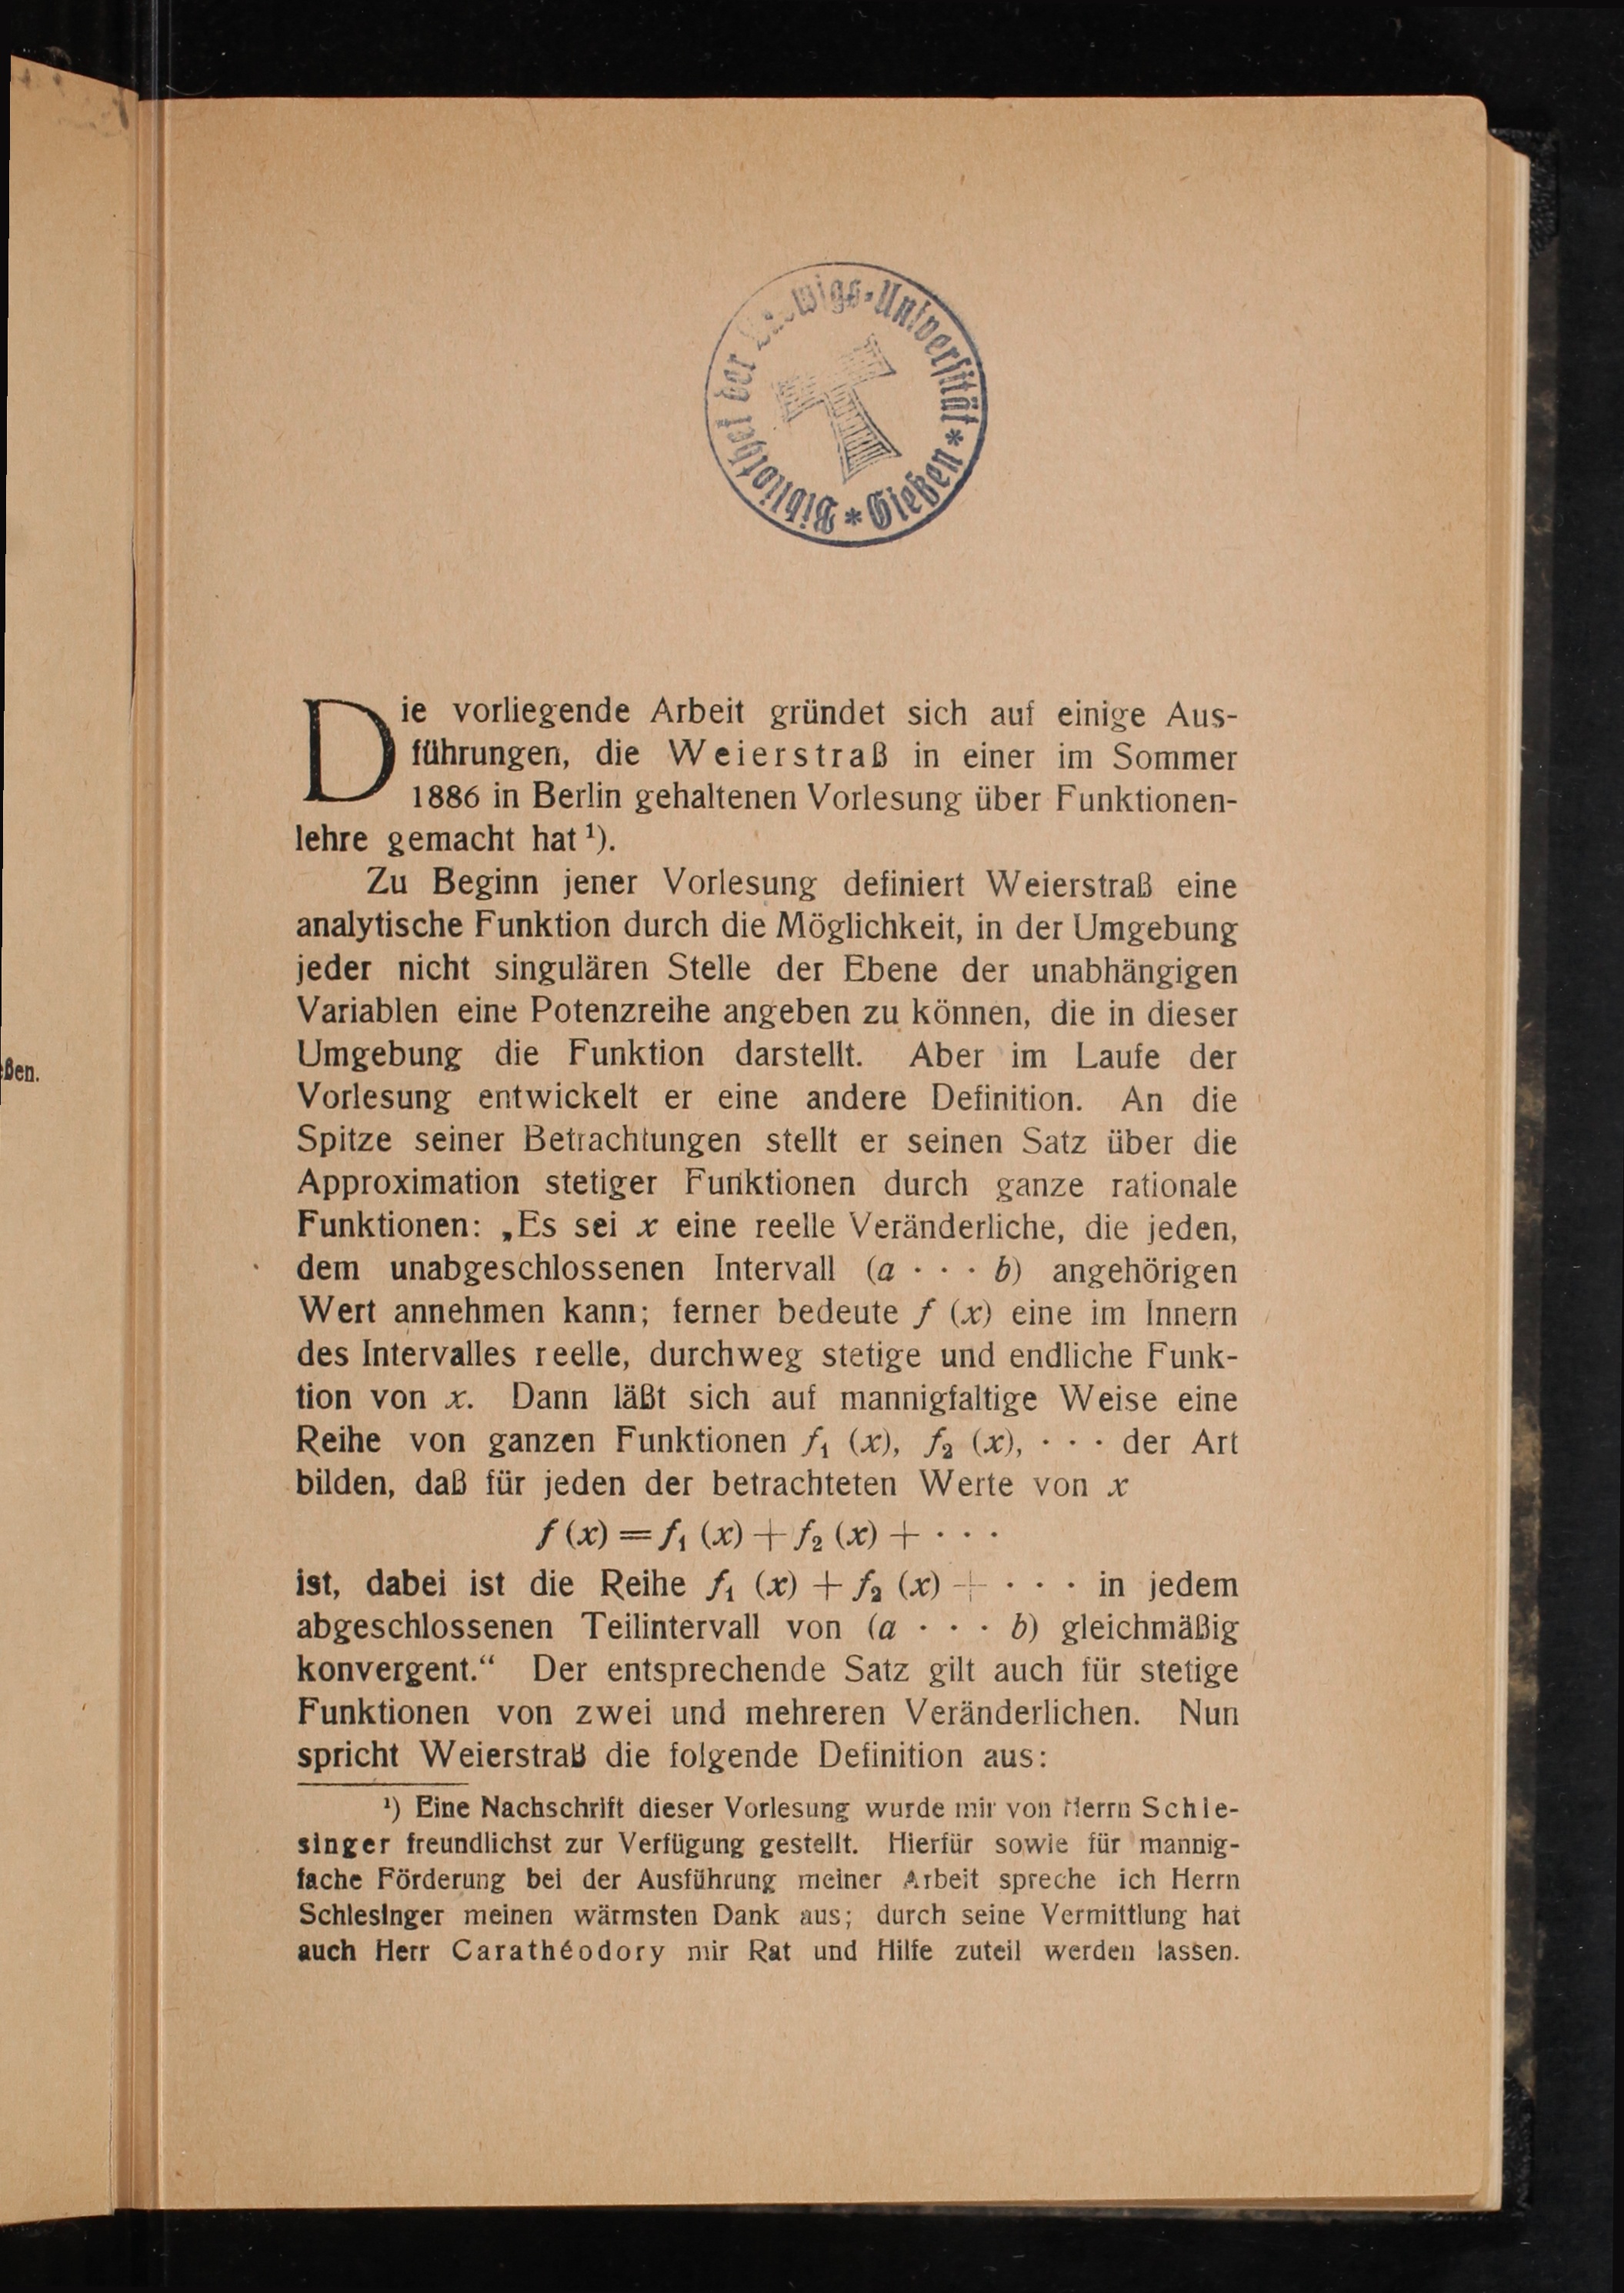 Bibliothek der Ludwigs-Universität * Gießen *
Die vorliegende Arbeit gründet sich auf einige Aus-
führungen, die Weierstraß in einer im Sommer
1886 in Berlin gehaltenen Vorlesung über Funktionen-
lehre gemacht hat ¹).
Zu Beginn jener Vorlesung definiert Weierstraß eine
analytische Funktion durch die Möglichkeit, in der Umgebung
jeder nicht singulären Stelle der Ebene der unabhängigen
Variablen eine Potenzreihe angeben zu können, die in dieser
Umgebung die Funktion darstellt. Aber im Laufe der
Vorlesung entwickelt er eine andere Definition. An die
Spitze seiner Betrachtungen stellt er seinen Satz über die
Approximation stetiger Funktionen durch ganze rationale
Funktionen: „Es sei x eine reelle Veränderliche, die jeden,
dem unabgeschlossenen Intervall (a · · · b) angehörigen
Wert annehmen kann; ferner bedeute f (x) eine im Innern
des Intervalles reelle, durchweg stetige und endliche Funk-
tion von x. Dann läßt sich auf mannigfaltige Weise eine
Reihe von ganzen Funktionen f₁ (x), f₂ (x), · · · der Art
bilden, daß für jeden der betrachteten Werte von x
f (x) = f₁ (x) + f₂ (x) + · · ·
ist, dabei ist die Reihe f₁ (x) + f₂ (x) + · · · in jedem
abgeschlossenen Teilintervall von (a · · · b) gleichmäßig
konvergent.“ Der entsprechende Satz gilt auch für stetige
Funktionen von zwei und mehreren Veränderlichen. Nun
spricht Weierstraß die folgende Definition aus:
¹) Eine Nachschrift dieser Vorlesung wurde mir von Herrn Schle-
singer freundlichst zur Verfügung gestellt. Hierfür sowie für mannig-
fache Förderung bei der Ausführung meiner Arbeit spreche ich Herrn
Schlesinger meinen wärmsten Dank aus; durch seine Vermittlung hat
auch Herr Carathéodory mir Rat und Hilfe zuteil werden lassen.